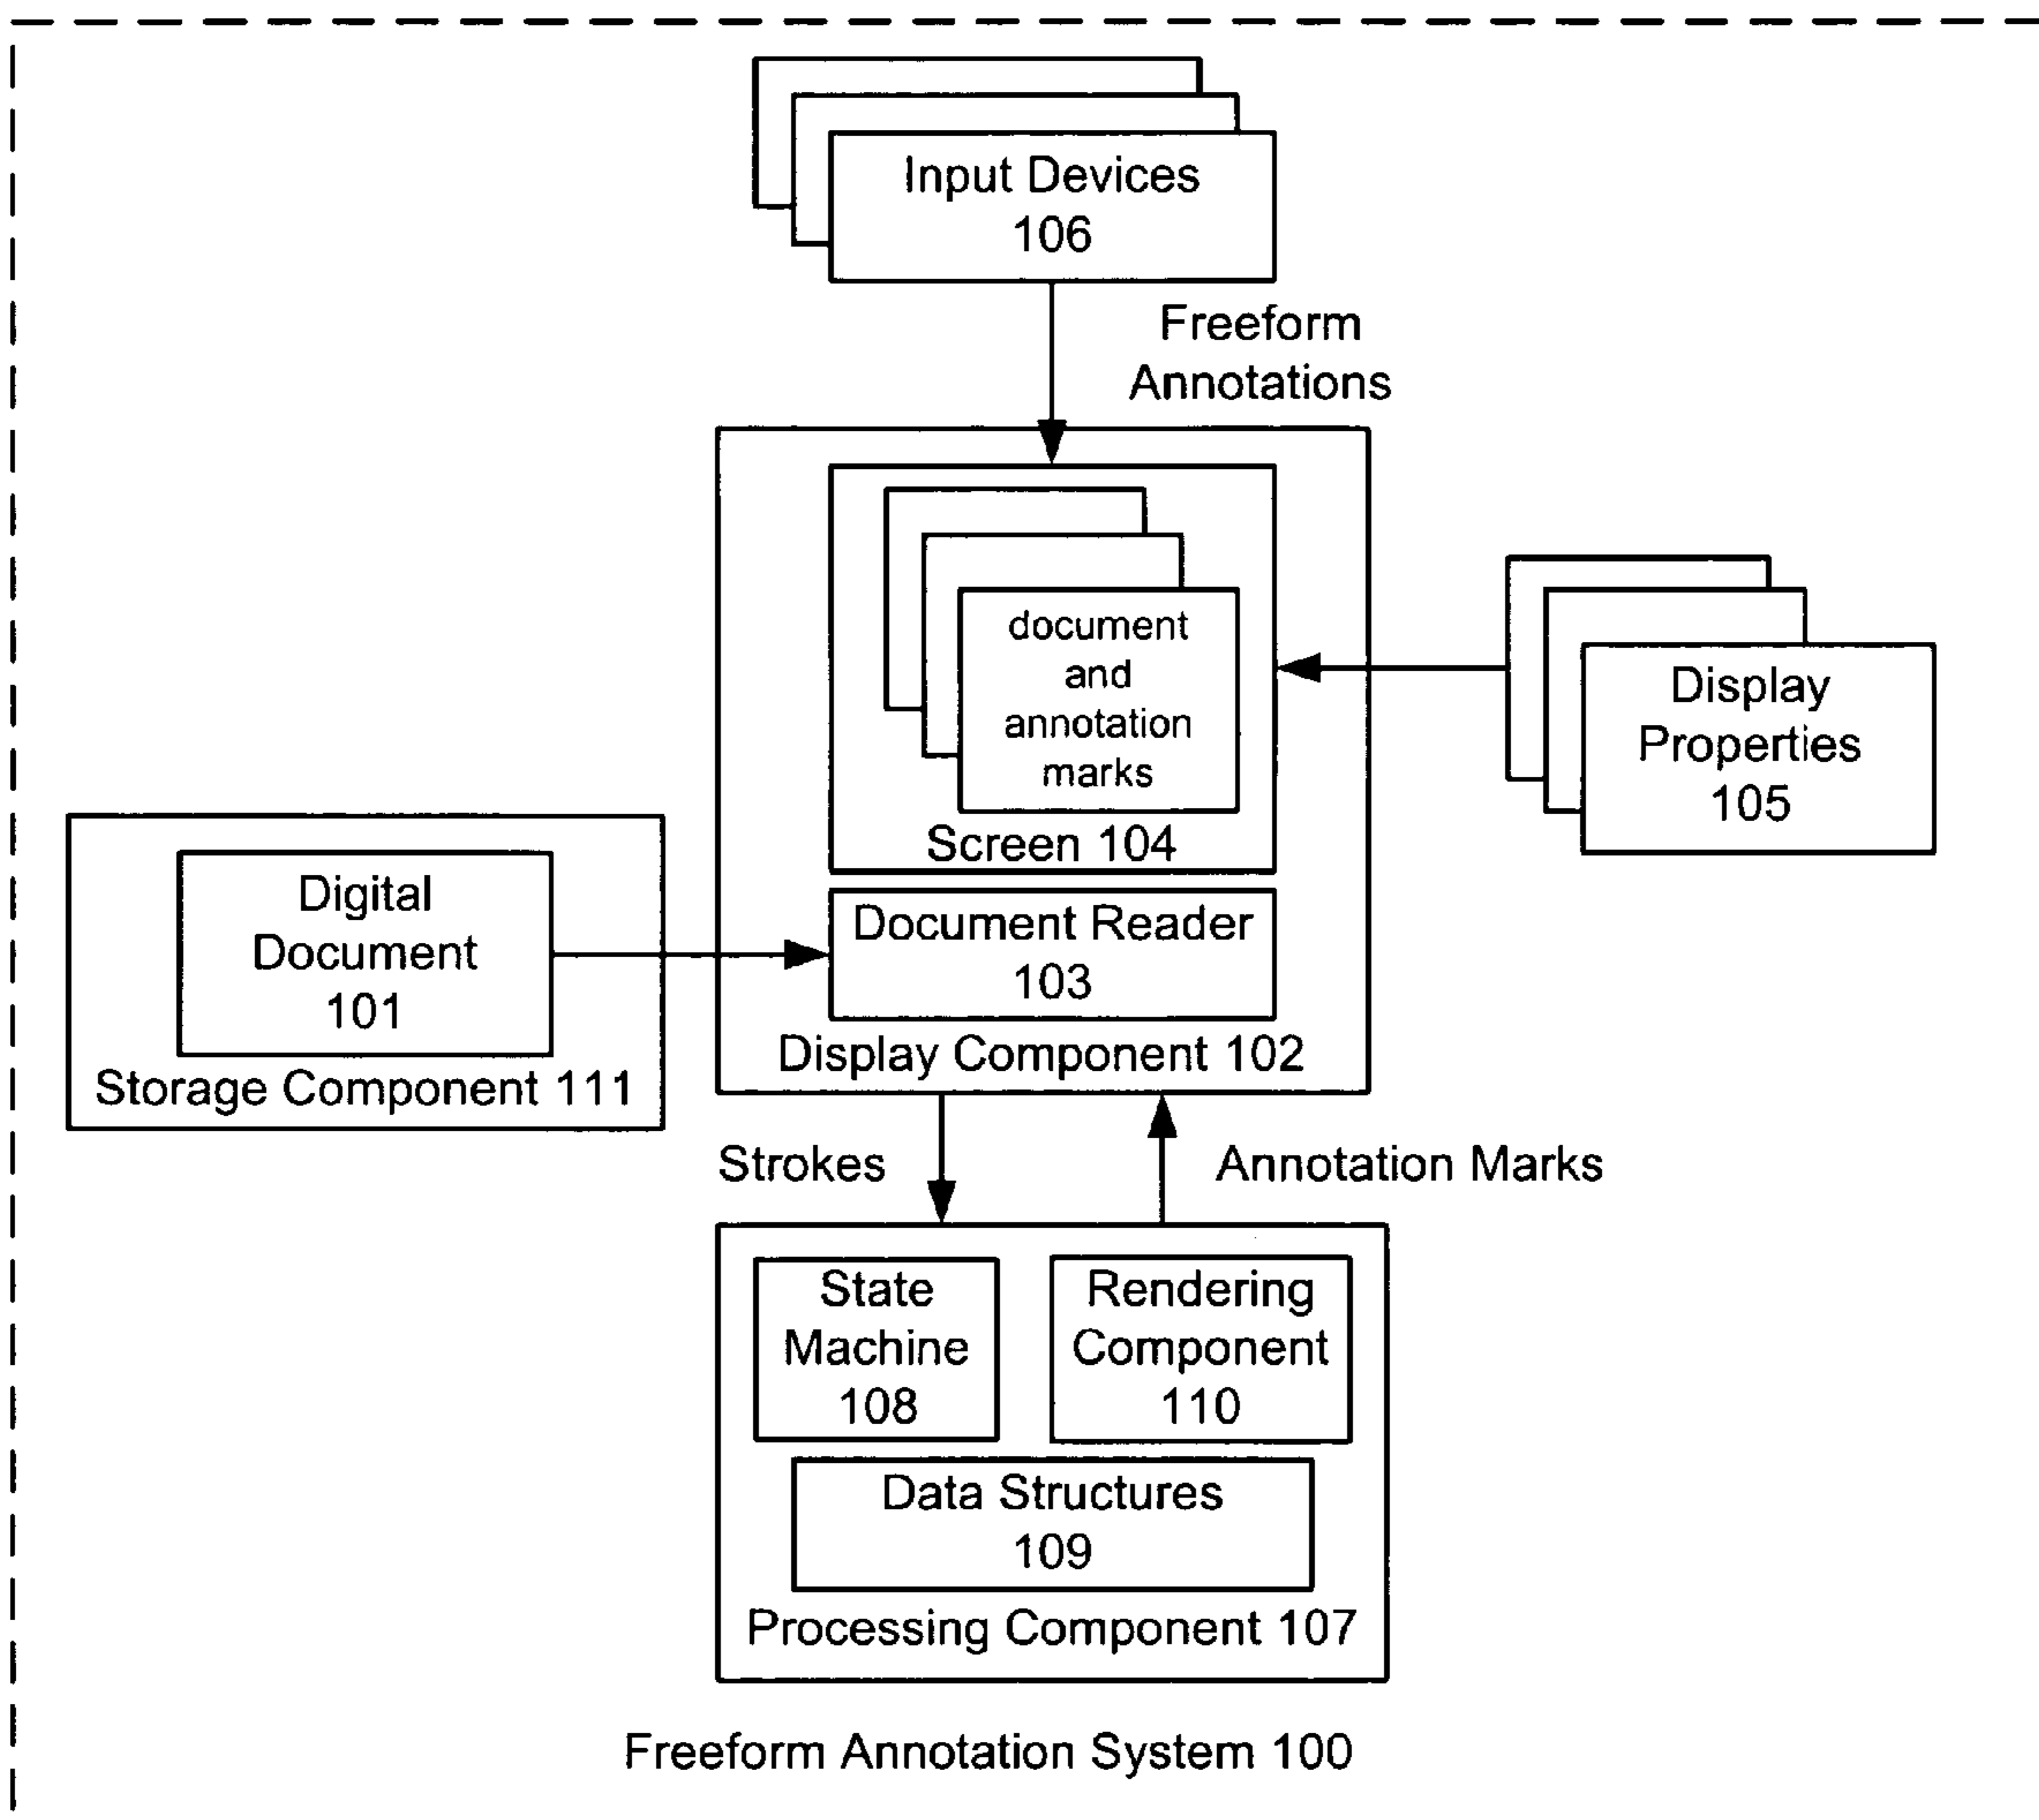 Input Devices
106
Freeform
Annotations
document
and
annotation
marks
Screen 104
Display
Properties
105
Digital
Document
101
Storage Component 111
Document Reader
103
Display Component 102
Strokes
Annotation Marks
State
Machine
108
Rendering
Component
110
Data Structures
109
Processing Component 107
Freeform Annotation System 100